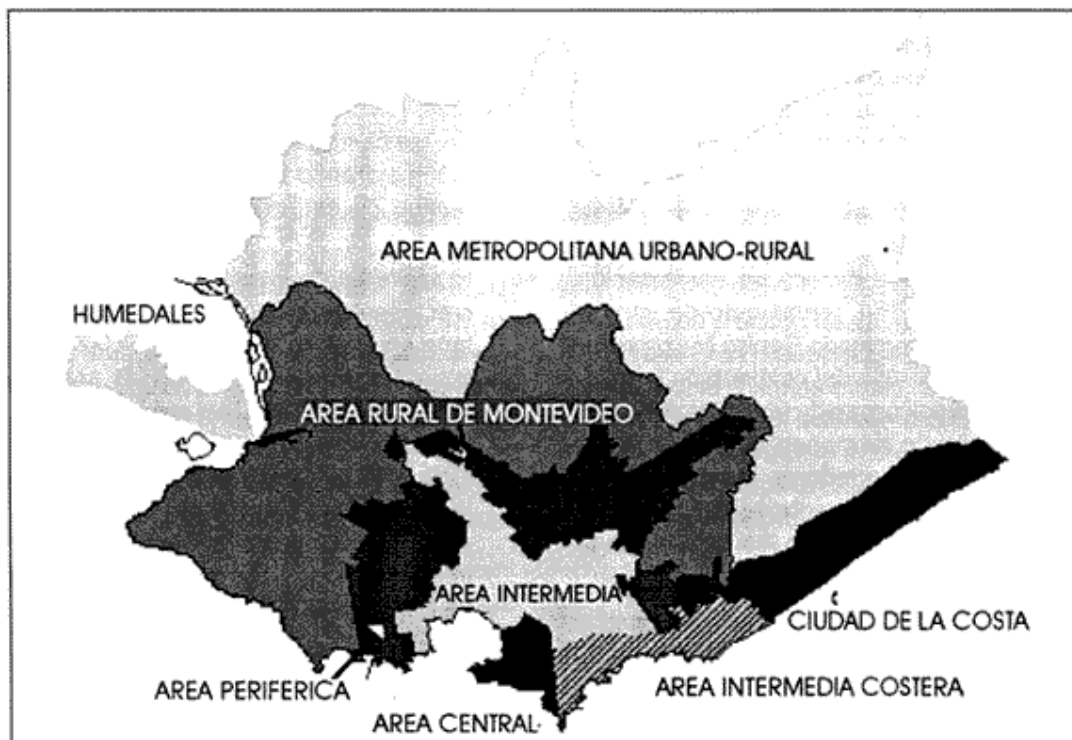 AREA METROPOLITANA URBANO-RURAL
HUMEDALES
AREA RURAL DE MONTEVIDEO
AREA INTERMEDIA
CIUDAD DE LA COSTA
AREA PERIFERICA
AREA INTERMEDIA COSTERA
AREA CENTRAL